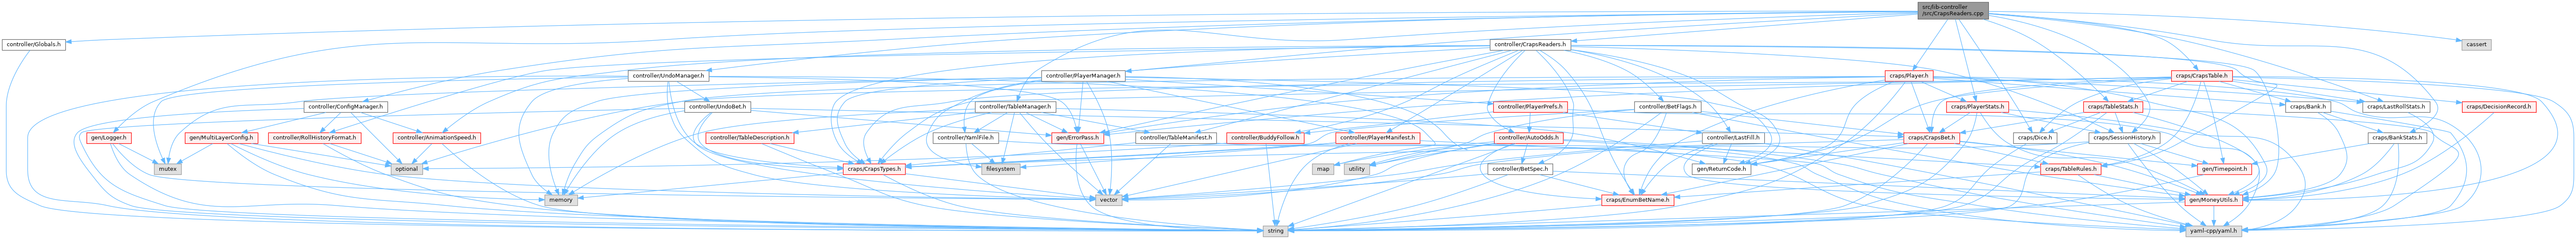 src/lib-controller
/src/CrapsReaders.cpp
controller/Globals.h
controller/CrapsReaders.h
cassert
controller/UndoManager.h
controller/PlayerManager.h
craps/Player.h
craps/CrapsTable.h
controller/ConfigManager.h
controller/UndoBet.h
controller/TableManager.h
controller/PlayerPrefs.h
controller/BetFlags.h
craps/PlayerStats.h
craps/TableStats.h
craps/Bank.h
craps/LastRollStats.h
craps/DecisionRecord.h
gen/Logger.h
gen/MultiLayerConfig.h
controller/RollHistoryFormat.h
controller/AnimationSpeed.h
controller/TableDescription.h
controller/YamlFile.h
gen/ErrorPass.h
controller/TableManifest.h
controller/BuddyFollow.h
controller/PlayerManifest.h
controller/AutoOdds.h
controller/LastFill.h
craps/CrapsBet.h
craps/Dice.h
craps/SessionHistory.h
craps/BankStats.h
mutex
optional
craps/CrapsTypes.h
filesystem
map
utility
controller/BetSpec.h
gen/ReturnCode.h
craps/TableRules.h
gen/Timepoint.h
memory
vector
craps/EnumBetName.h
gen/MoneyUtils.h
string
yaml-cpp/yaml.h